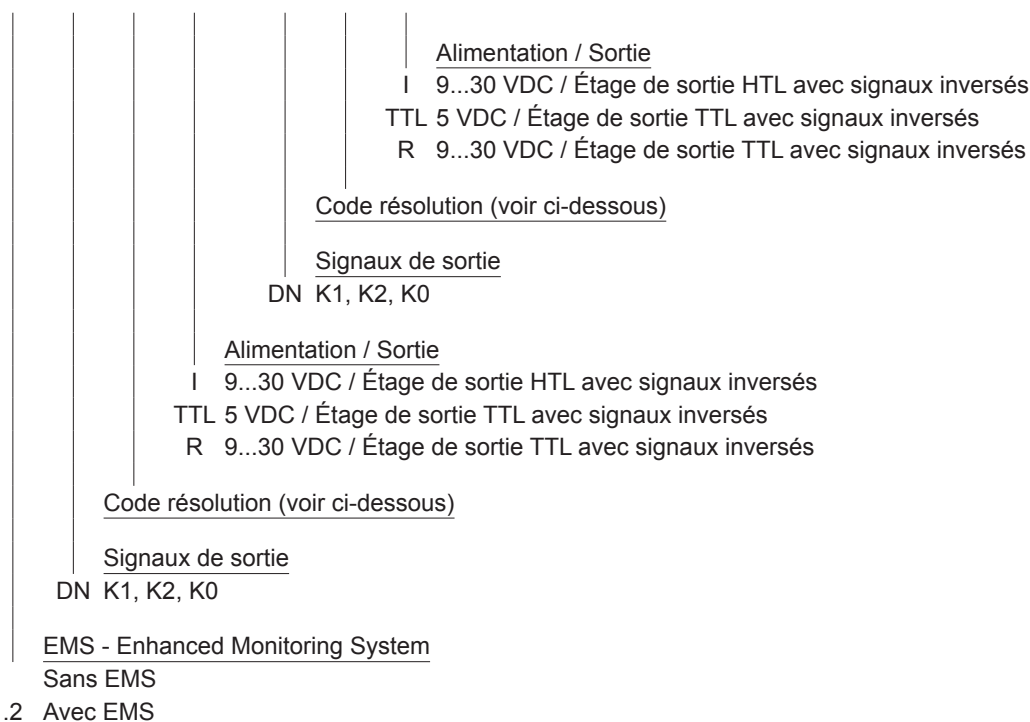 Alimentation / Sortie
I 9...30 VDC / Étage de sortie HTL avec signaux inversés
TTL 5 VDC / Étage de sortie TTL avec signaux inversés
R 9...30 VDC / Étage de sortie TTL avec signaux inversés
Code résolution (voir ci-dessous)
Signaux de sortie
DN K1, K2, K0
Alimentation / Sortie
I 9...30 VDC / Étage de sortie HTL avec signaux inversés
TTL 5 VDC / Étage de sortie TTL avec signaux inversés
R 9...30 VDC / Étage de sortie TTL avec signaux inversés
Code résolution (voir ci-dessous)
Signaux de sortie
DN K1, K2, K0
EMS - Enhanced Monitoring System
Sans EMS
.2 Avec EMS